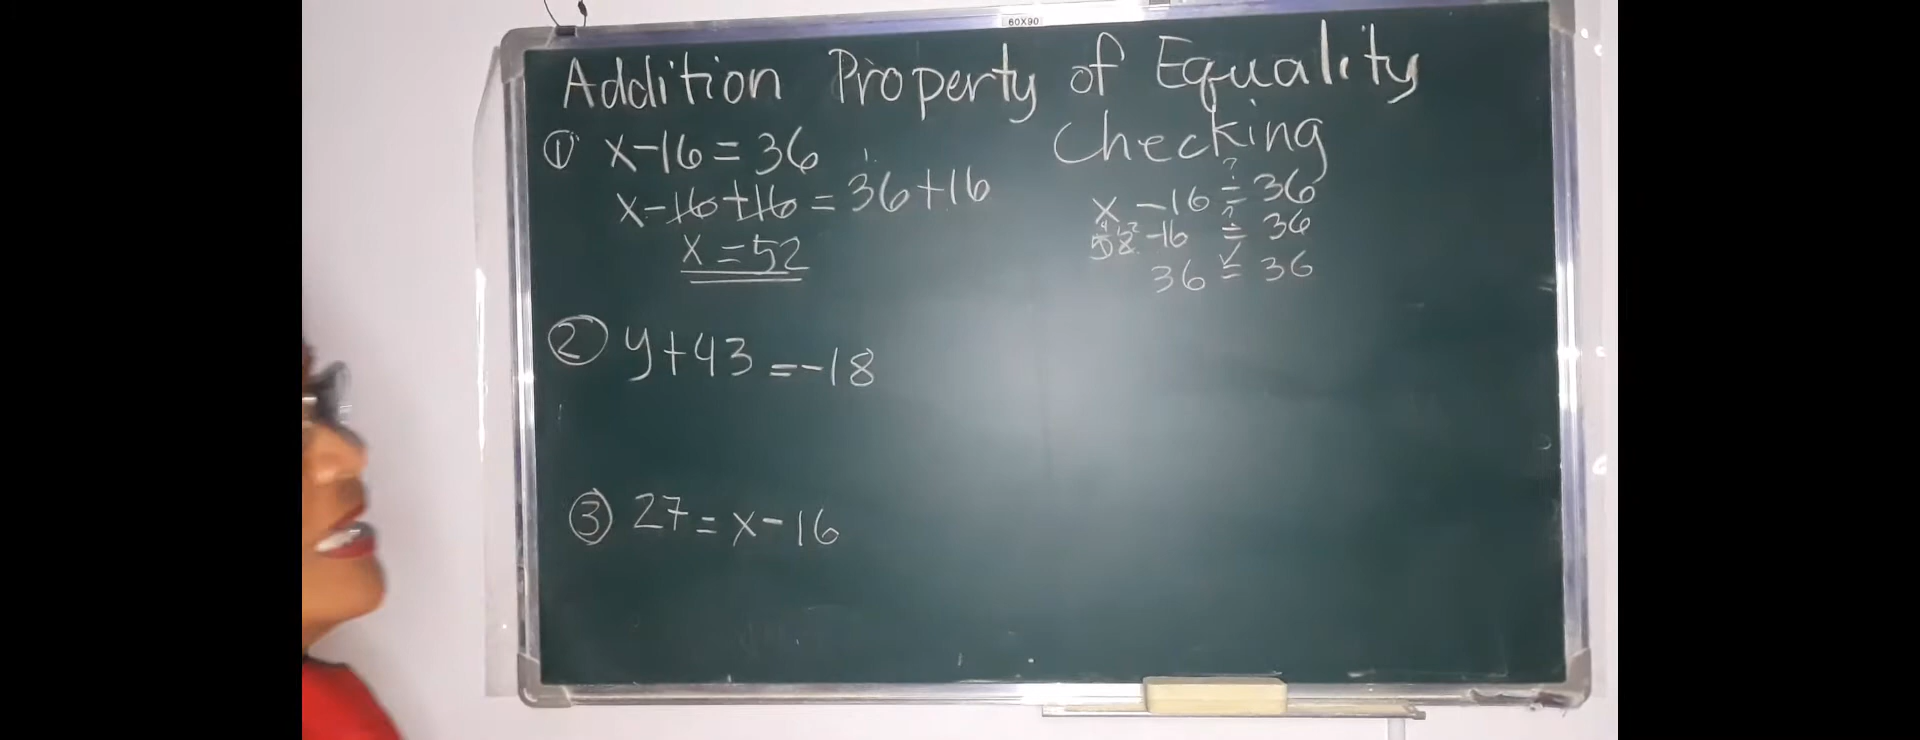 60X90
Addition Property of Equality
① x-16=36
x-16+16=36+16
x=52
Checking
x-16≟36
52-16≟36
36=36
② y+43=-18
③ 27=x-16